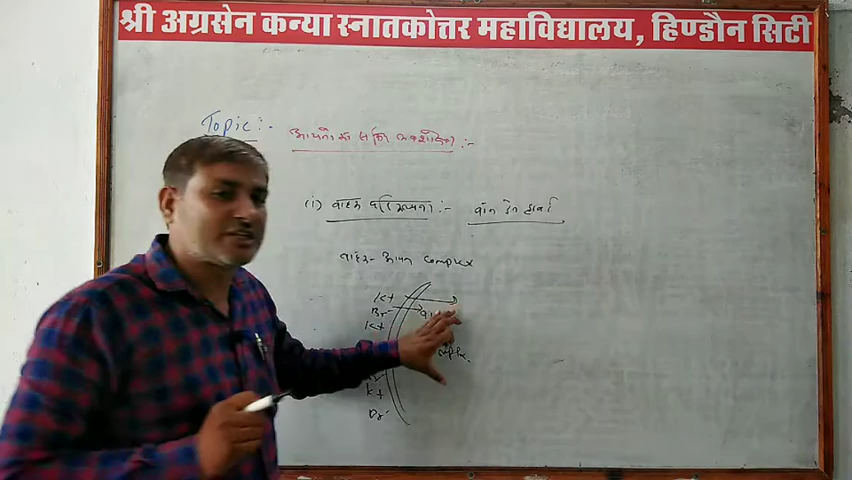 श्री अग्रसेन कन्या स्नातकोत्तर महाविद्यालय, हिण्डौन सिटी
Topic:-
आयनों का सक्रिय अवशोषण :-
(i) वाहक परिकल्पना :- वॉन डेन हानर्ट
वाहक-आयन Complex
K+
Br-
K+
K+
Br-